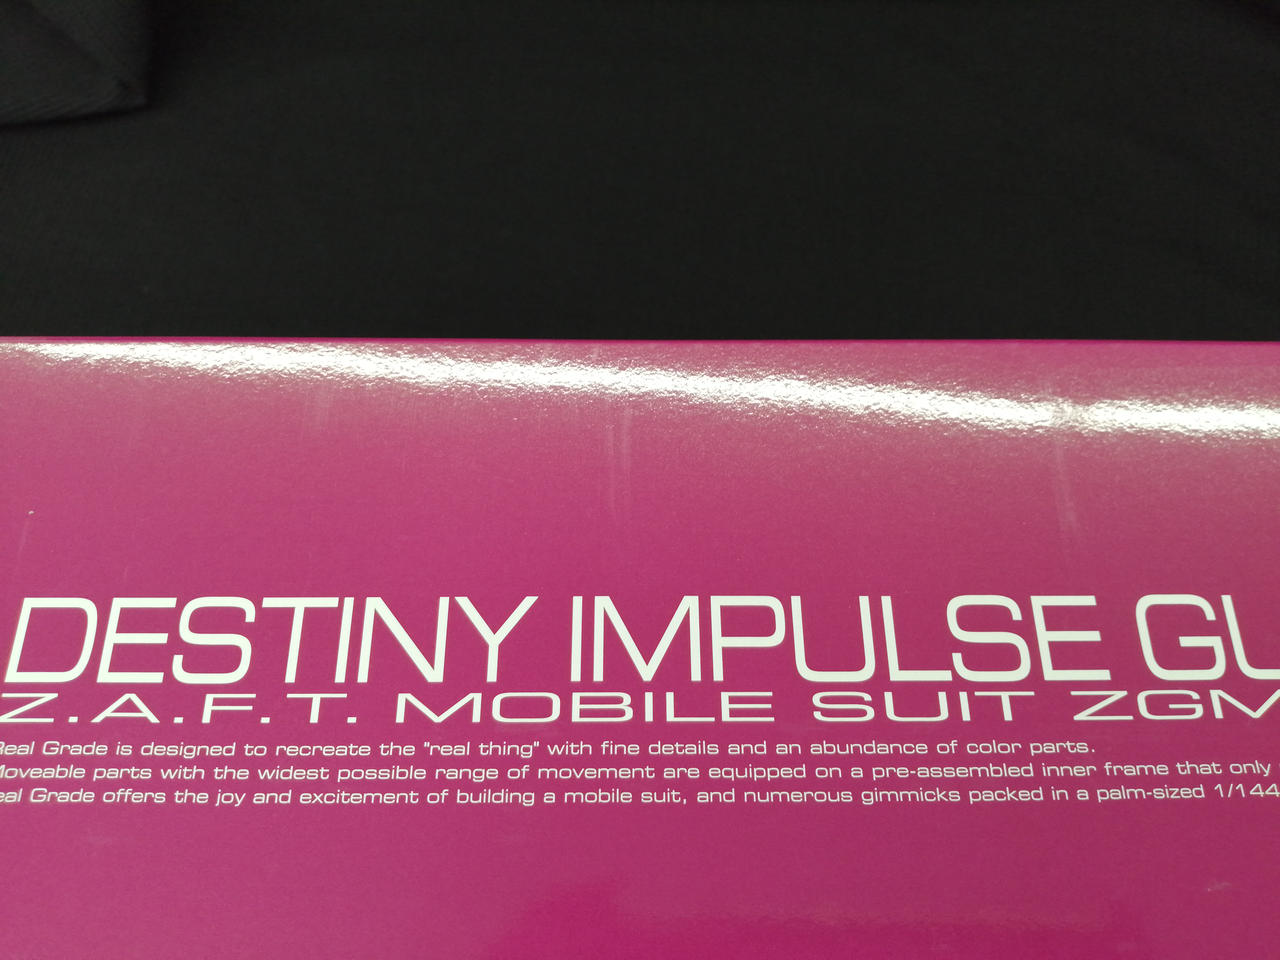 DESTINY IMPULSE GU
Z.A.F.T. MOBILE SUIT ZGM
Real Grade is designed to recreate the "real thing" with fine details and an abundance of color parts.
Moveable parts with the widest possible range of movement are equipped on a pre-assembled inner frame that only
eal Grade offers the joy and excitement of building a mobile suit, and numerous gimmicks packed in a palm-sized 1/144